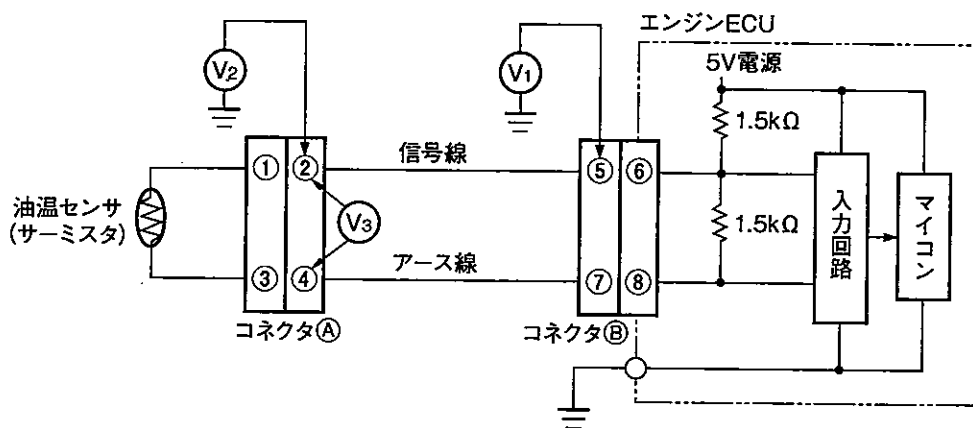 エンジンECU
V2
V1
5V電源
1.5kΩ
① ② 信号線 ⑤ ⑥
油温センサ
(サーミスタ)
V3
1.5kΩ
入力回路
マイコン
③ ④ アース線 ⑦ ⑧
コネクタⒶ
コネクタⒷ